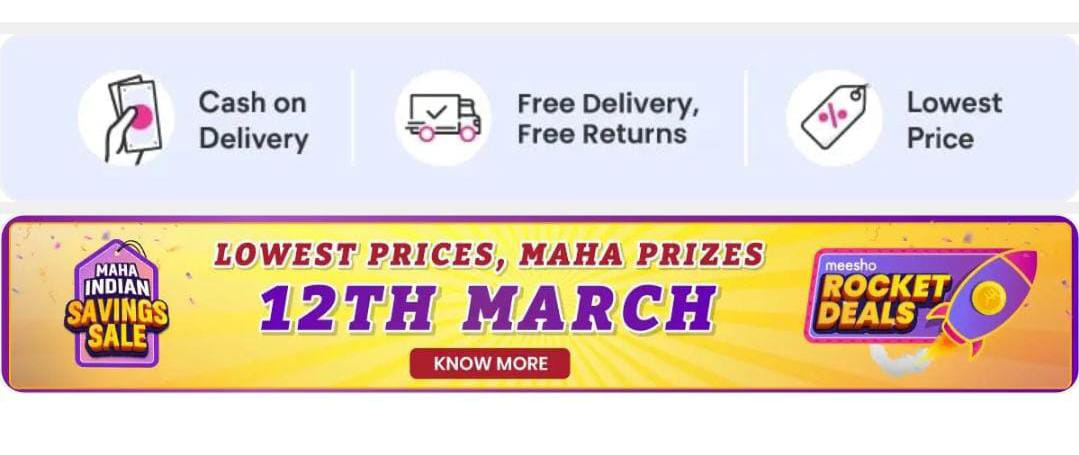 Cash on
Delivery
Free Delivery,
Free Returns
Lowest
Price
MAHA
INDIAN
SAVINGS
SALE
LOWEST PRICES, MAHA PRIZES
12TH MARCH
KNOW MORE
meesho
ROCKET
DEALS